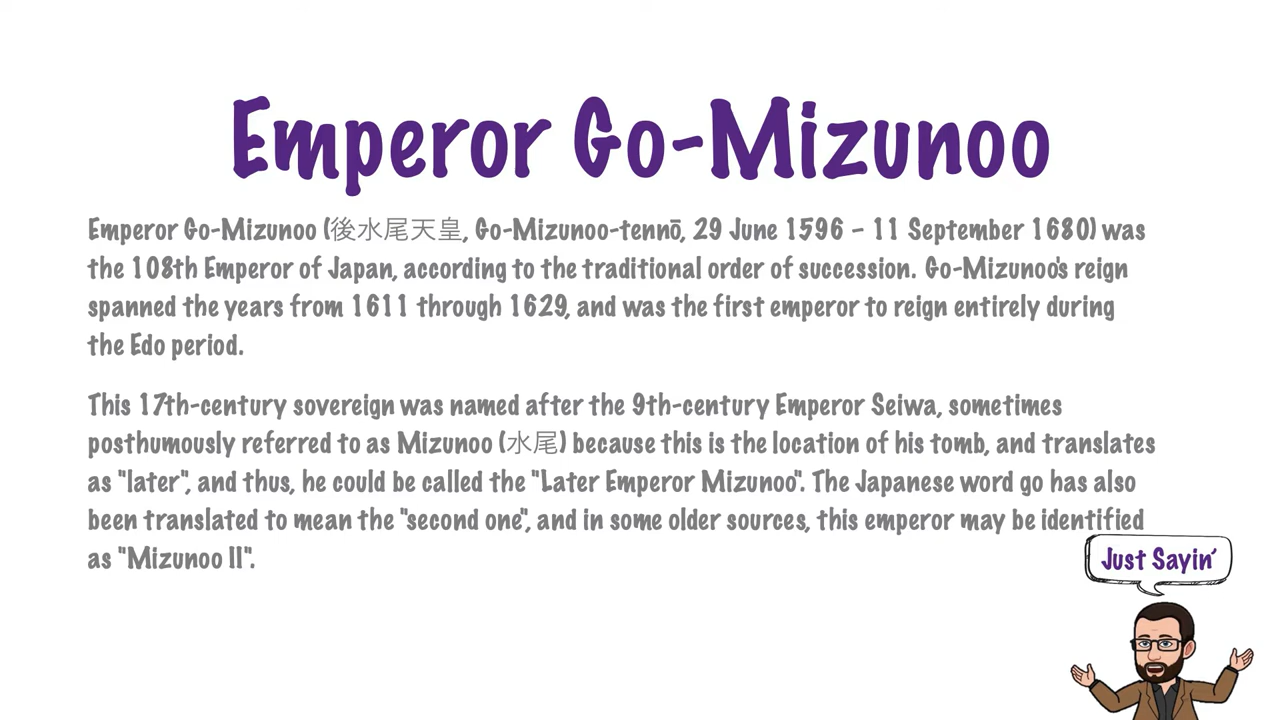 Emperor Go-Mizunoo
Emperor Go-Mizunoo (後水尾天皇, Go-Mizunoo-tennō, 29 June 1596 – 11 September 1680) was
the 108th Emperor of Japan, according to the traditional order of succession. Go-Mizunoo's reign
spanned the years from 1611 through 1629, and was the first emperor to reign entirely during
the Edo period.
This 17th-century sovereign was named after the 9th-century Emperor Seiwa, sometimes
posthumously referred to as Mizunoo (水尾) because this is the location of his tomb, and translates
as "later", and thus, he could be called the "Later Emperor Mizunoo". The Japanese word go has also
been translated to mean the "second one", and in some older sources, this emperor may be identified
as "Mizunoo II".
Just Sayin'